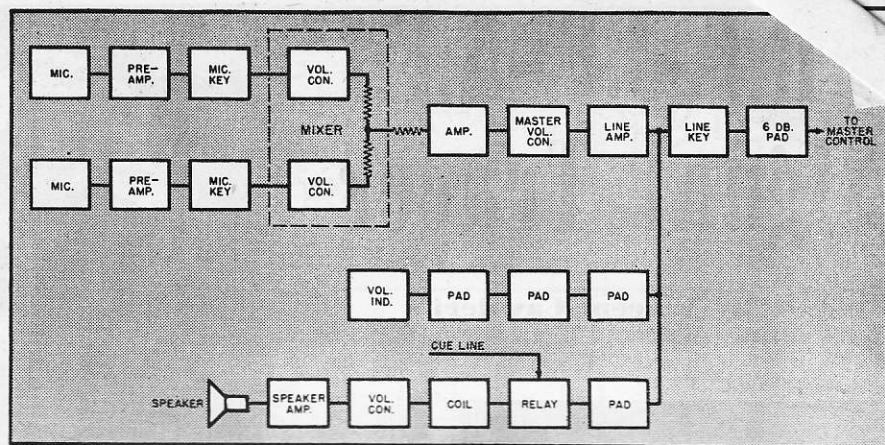 MIC.
PRE-
AMP.
MIC.
KEY
VOL.
CON.
MIXER
MIC.
PRE-
AMP.
MIC.
KEY
VOL.
CON.
AMP.
MASTER
VOL.
CON.
LINE
AMP.
LINE
KEY
6 DB.
PAD
TO
MASTER
CONTROL
VOL.
IND.
PAD
PAD
PAD
CUE LINE
SPEAKER
SPEAKER
AMP.
VOL.
CON.
COIL
RELAY
PAD